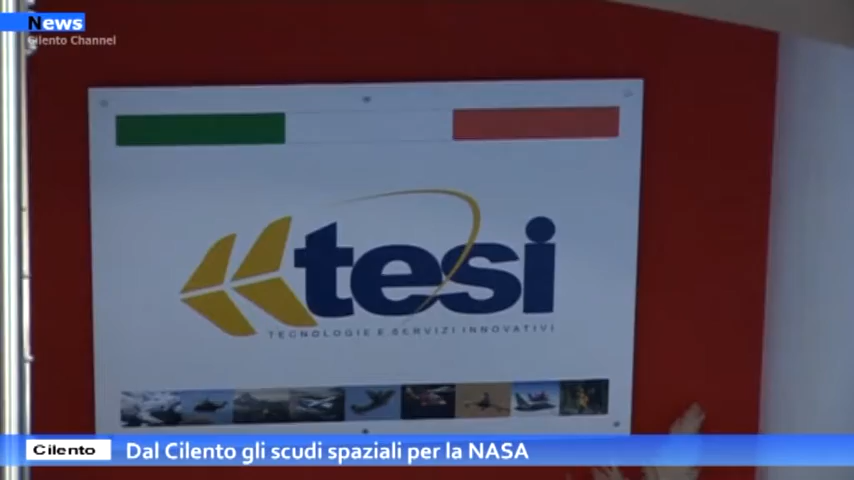 News
Cilento Channel
tesi
TECNOLOGIE E SERVIZI INNOVATIVI
Cilento
Dal Cilento gli scudi spaziali per la NASA